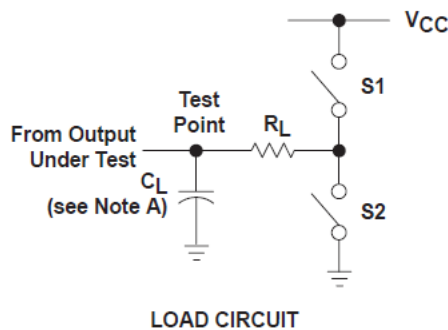 VCC
S1
Test
Point
RL
From Output
Under Test
CL
(see Note A)
S2
LOAD CIRCUIT